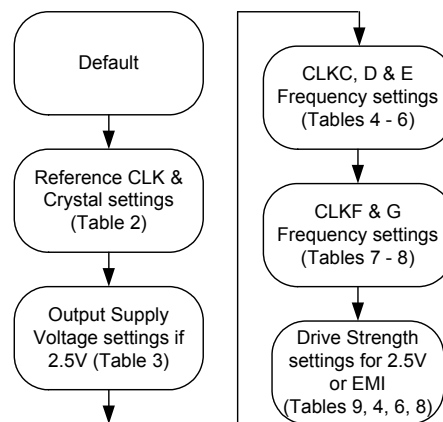 Default
Reference CLK &
Crystal settings
(Table 2)
Output Supply
Voltage settings if
2.5V (Table 3)
CLKC, D & E
Frequency settings
(Tables 4 - 6)
CLKF & G
Frequency settings
(Tables 7 - 8)
Drive Strength
settings for 2.5V
or EMI
(Tables 9, 4, 6, 8)